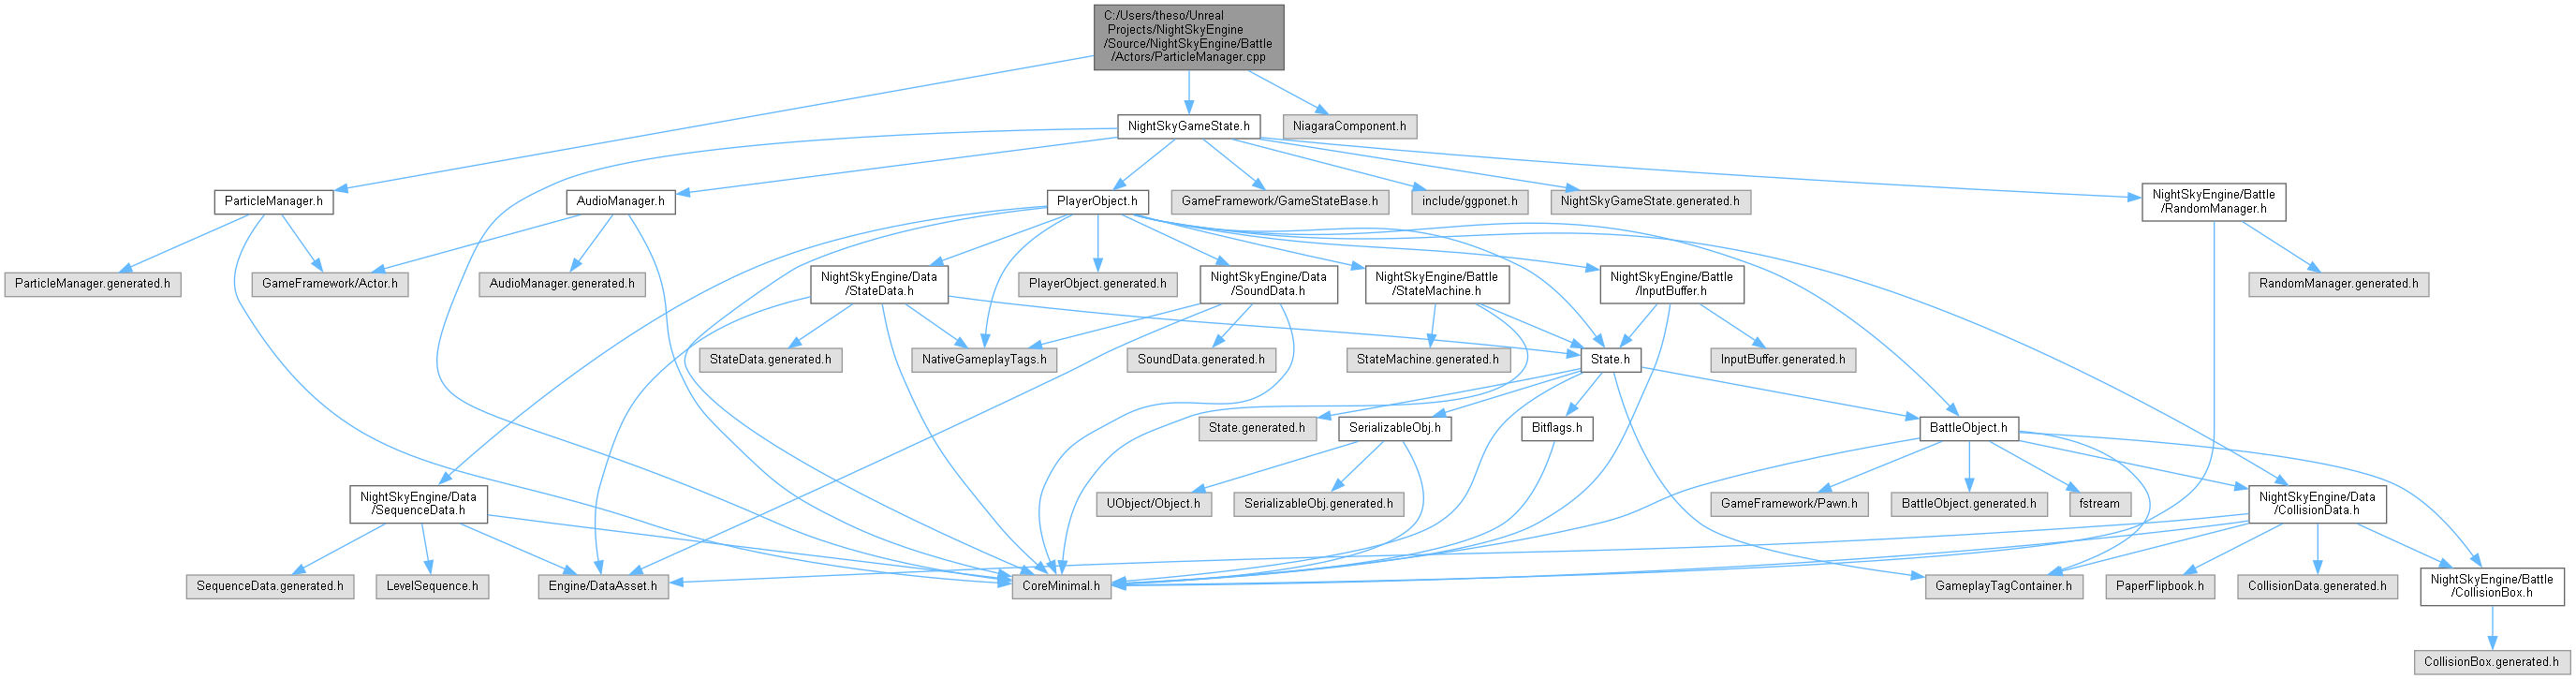 C:/Users/theso/Unreal
Projects/NightSkyEngine
/Source/NightSkyEngine/Battle
/Actors/ParticleManager.cpp
NightSkyGameState.h
NiagaraComponent.h
ParticleManager.h
AudioManager.h
PlayerObject.h
GameFramework/GameStateBase.h
include/ggponet.h
NightSkyGameState.generated.h
NightSkyEngine/Battle
/RandomManager.h
ParticleManager.generated.h
GameFramework/Actor.h
AudioManager.generated.h
NightSkyEngine/Data
/StateData.h
PlayerObject.generated.h
NightSkyEngine/Data
/SoundData.h
NightSkyEngine/Battle
/StateMachine.h
NightSkyEngine/Battle
/InputBuffer.h
RandomManager.generated.h
StateData.generated.h
NativeGameplayTags.h
SoundData.generated.h
StateMachine.generated.h
State.h
InputBuffer.generated.h
State.generated.h
SerializableObj.h
Bitflags.h
BattleObject.h
NightSkyEngine/Data
/SequenceData.h
UObject/Object.h
SerializableObj.generated.h
GameFramework/Pawn.h
BattleObject.generated.h
fstream
NightSkyEngine/Data
/CollisionData.h
SequenceData.generated.h
LevelSequence.h
Engine/DataAsset.h
CoreMinimal.h
GameplayTagContainer.h
PaperFlipbook.h
CollisionData.generated.h
NightSkyEngine/Battle
/CollisionBox.h
CollisionBox.generated.h